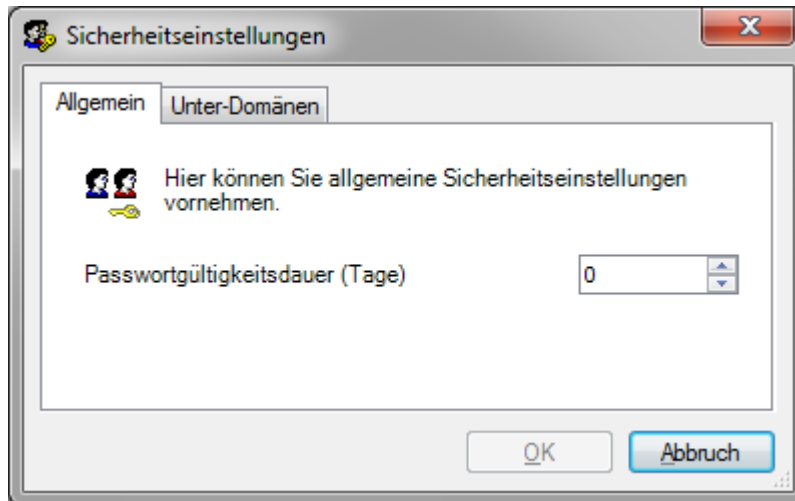 Sicherheitseinstellungen
Allgemein
Unter-Domänen
Hier können Sie allgemeine Sicherheitseinstellungen
vornehmen.
Passwortgültigkeitsdauer (Tage) 0
OK Abbruch